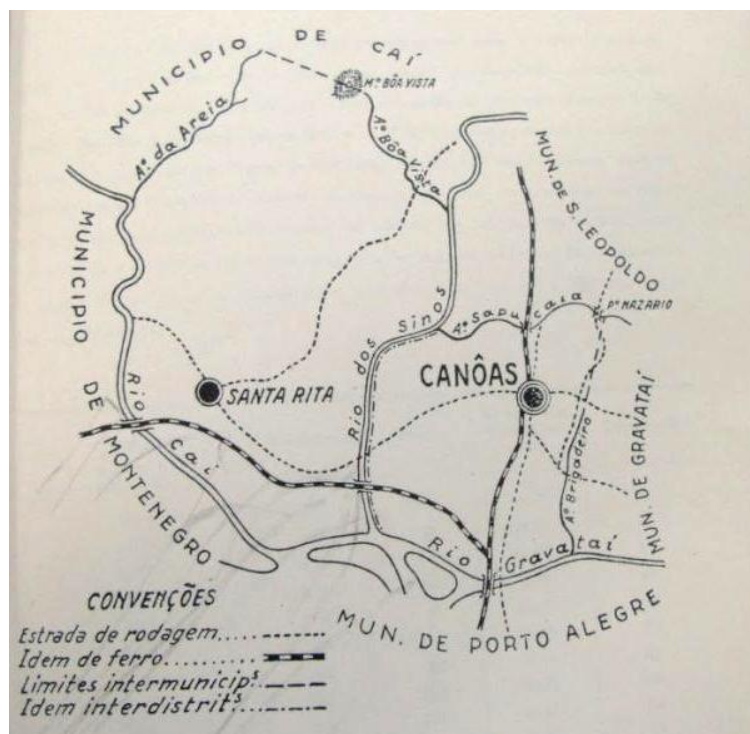 MUNICIPIO DE CAÍ
Mº BÔA VISTA
Aº. da Areia
Aº. Bôa Vista
MUN. DE S. LEOPOLDO
MUNICIPIO DE MONTENEGRO
Rio dos Sinos
Aº Sapucaia
Pº NAZARIO
CANÔAS
SANTA RITA
Rio Caí
Aº Brigadeiro
MUN. DE GRAVATAÍ
Rio Gravataí
MUN. DE PORTO ALEGRE
CONVENÇÕES
Estrada de rodagem....
Idem de ferro........
Limites intermunicip.s
Idem interdistrit.s